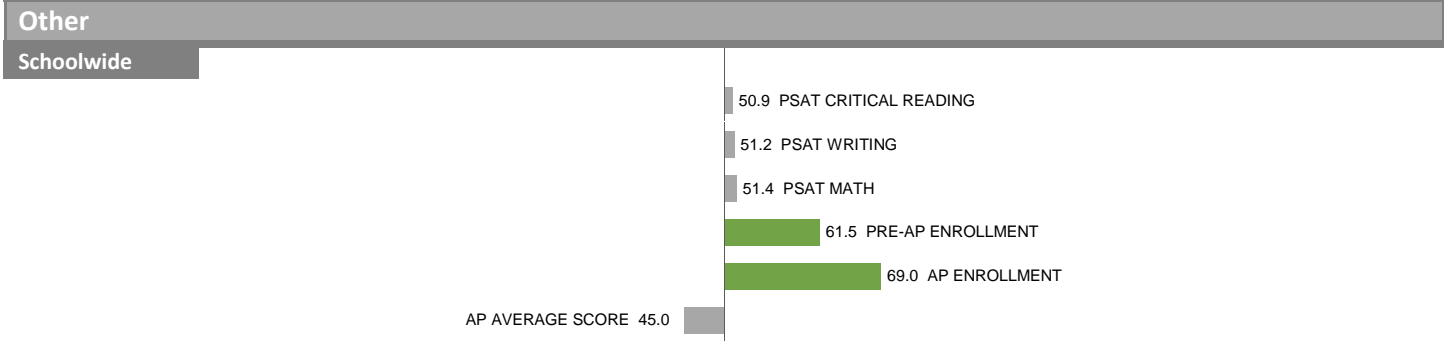 Other
Schoolwide
50.9 PSAT CRITICAL READING
51.2 PSAT WRITING
51.4 PSAT MATH
61.5 PRE-AP ENROLLMENT
69.0 AP ENROLLMENT
AP AVERAGE SCORE 45.0